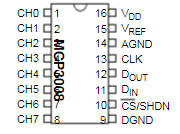 CH0 1 16 VDD
CH1 2 15 VREF
CH2 3 14 AGND
CH3 4 13 CLK
CH4 5 12 DOUT
CH5 6 11 DIN
CH6 7 10 CS/SHDN
CH7 8 9 DGND
MCP3008